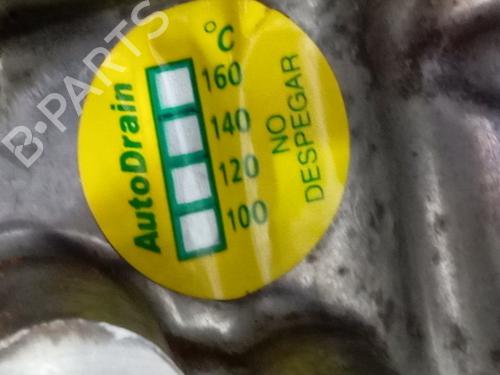 AutoDrain
°C
160
140
120
100
NO
DESPEGAR
B-PARTS